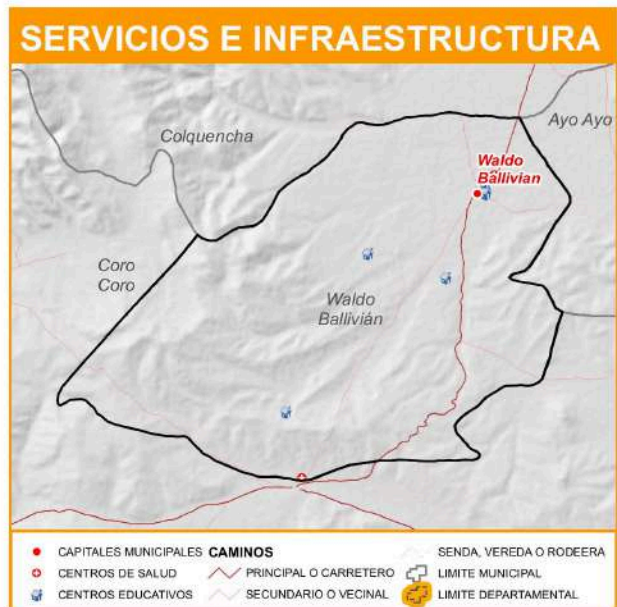 SERVICIOS E INFRAESTRUCTURA
Colquencha
Ayo Ayo
Waldo
Ballivian
Coro
Coro
Waldo
Ballivián
CAPITALES MUNICIPALES
CENTROS DE SALUD
CENTROS EDUCATIVOS
CAMINOS
PRINCIPAL O CARRETERO
SECUNDARIO O VECINAL
SENDA, VEREDA O RODEERA
LIMITE MUNICIPAL
LIMITE DEPARTAMENTAL